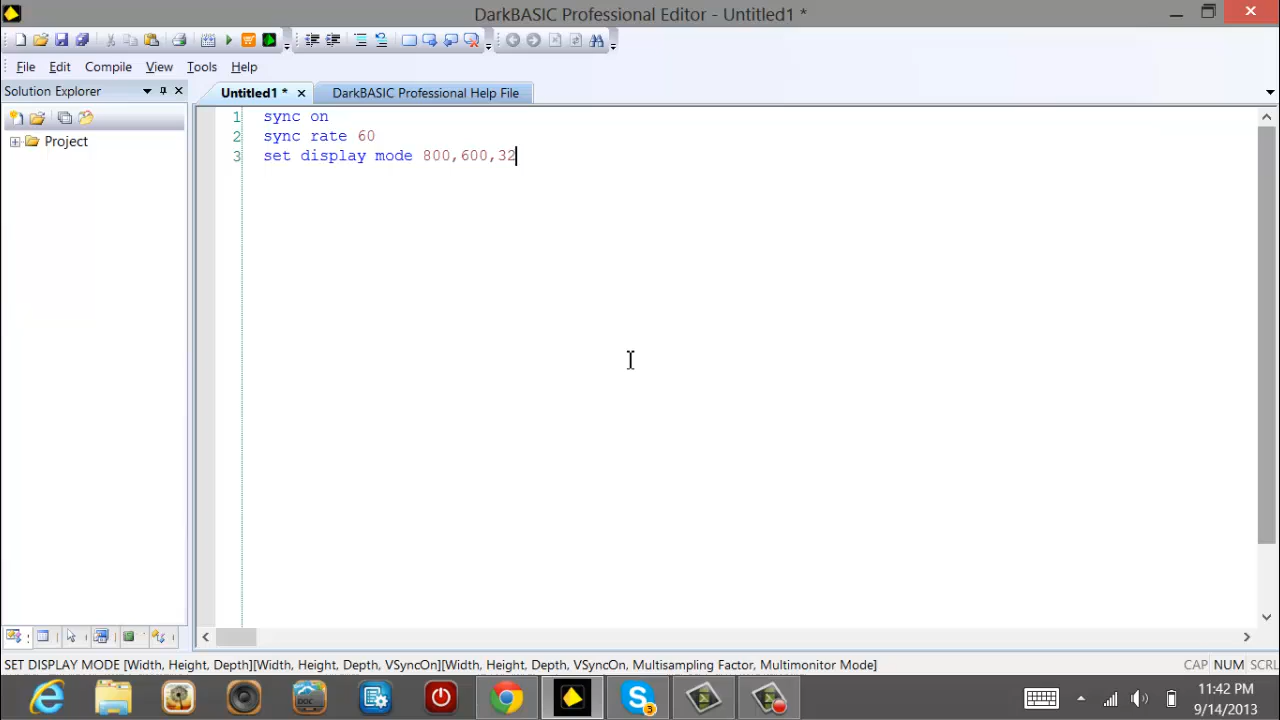 DarkBASIC Professional Editor - Untitled1 *
File Edit Compile View Tools Help
Solution Explorer
Untitled1 *
DarkBASIC Professional Help File
Project
1 sync on
2 sync rate 60
3 set display mode 800,600,32
SET DISPLAY MODE [Width, Height, Depth][Width, Height, Depth, VSyncOn][Width, Height, Depth, VSyncOn, Multisampling Factor, Multimonitor Mode]
CAP NUM SCRL
DOC
3
11:42 PM
9/14/2013